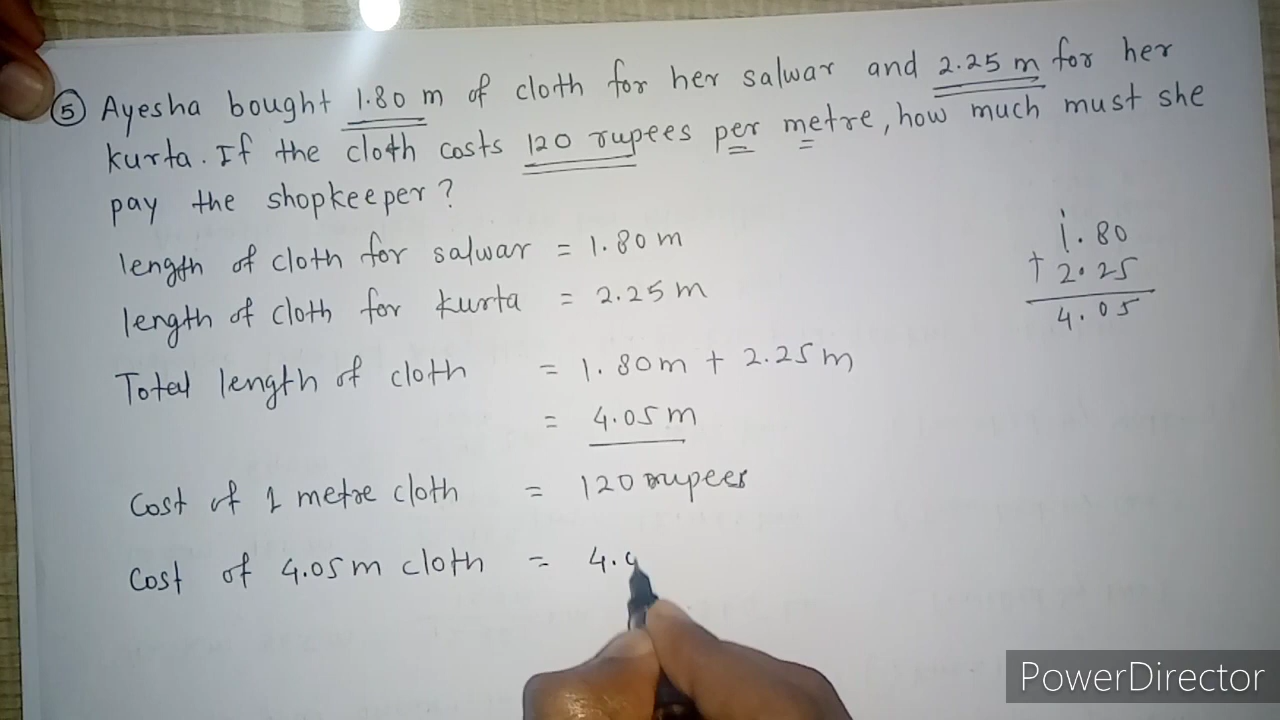 5 Ayesha bought 1.80 m of cloth for her salwar and 2.25 m for her
kurta. If the cloth costs 120 rupees per metre, how much must she
pay the shopkeeper?
length of cloth for salwar = 1.80 m
length of cloth for kurta = 2.25 m
Total length of cloth = 1.80 m + 2.25 m
= 4.05 m
Cost of 1 metre cloth = 120 rupees
Cost of 4.05 m cloth = 4.0
1
1.80
+ 2.25
4.05
PowerDirector